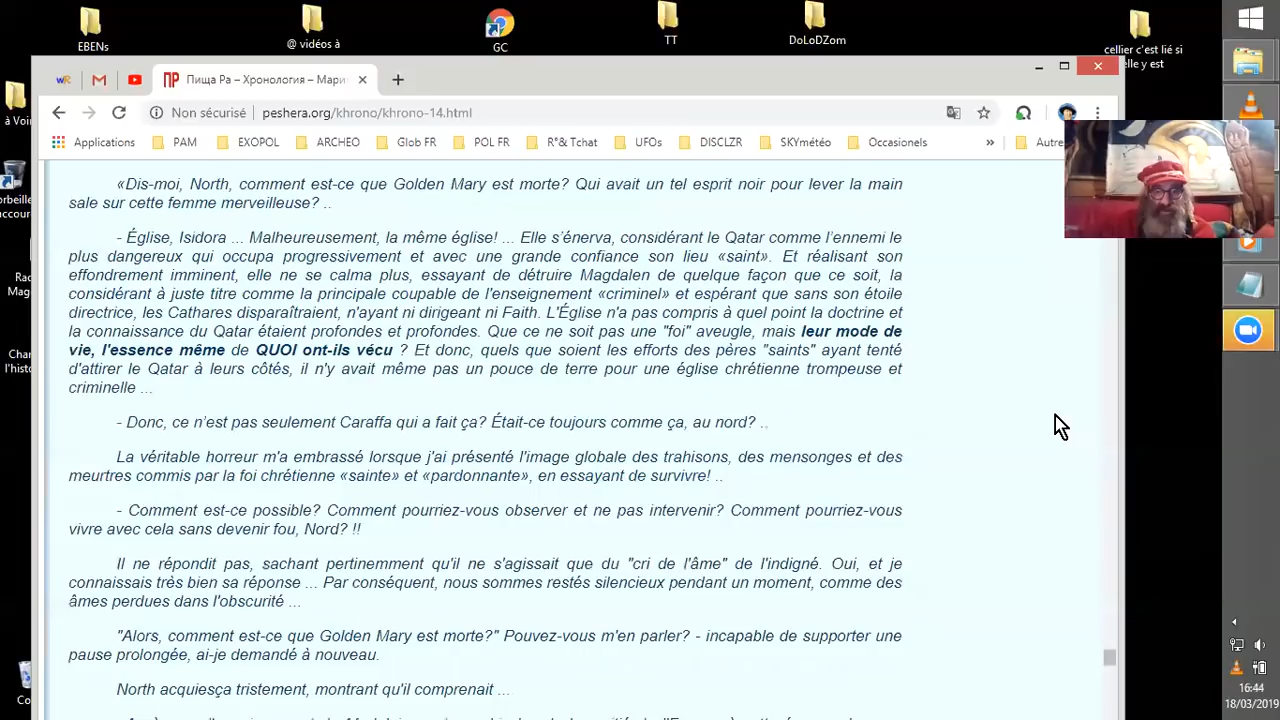 EBENs
@ vidéos à
GC
TT
DoLoDZom
cellier c'est lié si
elle y est
Пища Ра – Хронология – Мари
Non sécurisé
peshera.org/khrono/khrono-14.html
Applications
PAM
EXOPOL
ARCHEO
Glob FR
POL FR
R°& Tchat
UFOs
DISCLZR
SKYmétéo
Occasionels
»
Autre
à Voir
«Dis-moi, North, comment est-ce que Golden Mary est morte? Qui avait un tel esprit noir pour lever la main
sale sur cette femme merveilleuse? ..
- Église, Isidora ... Malheureusement, la même église! ... Elle s’énerva, considérant le Qatar comme l’ennemi le
plus dangereux qui occupa progressivement et avec une grande confiance son lieu «saint». Et réalisant son
effondrement imminent, elle ne se calma plus, essayant de détruire Magdalen de quelque façon que ce soit, la
considérant à juste titre comme la principale coupable de l'enseignement «criminel» et espérant que sans son étoile
directrice, les Cathares disparaîtraient, n'ayant ni dirigeant ni Faith. L'Église n'a pas compris à quel point la doctrine et
la connaissance du Qatar étaient profondes et profondes. Que ce ne soit pas une "foi" aveugle, mais leur mode de
vie, l'essence même de QUOI ont-ils vécu ? Et donc, quels que soient les efforts des pères "saints" ayant tenté
d'attirer le Qatar à leurs côtés, il n'y avait même pas un pouce de terre pour une église chrétienne trompeuse et
criminelle ...
- Donc, ce n’est pas seulement Caraffa qui a fait ça? Était-ce toujours comme ça, au nord? ..
La véritable horreur m'a embrassé lorsque j'ai présenté l'image globale des trahisons, des mensonges et des
meurtres commis par la foi chrétienne «sainte» et «pardonnante», en essayant de survivre! ..
- Comment est-ce possible? Comment pourriez-vous observer et ne pas intervenir? Comment pourriez-vous
vivre avec cela sans devenir fou, Nord? !!
Il ne répondit pas, sachant pertinemment qu'il ne s'agissait que du "cri de l'âme" de l'indigné. Oui, et je
connaissais très bien sa réponse ... Par conséquent, nous sommes restés silencieux pendant un moment, comme des
âmes perdues dans l'obscurité ...
"Alors, comment est-ce que Golden Mary est morte?" Pouvez-vous m'en parler? - incapable de supporter une
pause prolongée, ai-je demandé à nouveau.
North acquiesça tristement, montrant qu'il comprenait ...
16:44
18/03/2019